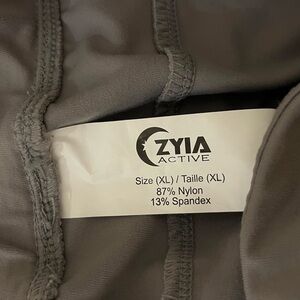 ZYIA
ACTIVE
Size (XL) / Taille (XL)
87% Nylon
13% Spandex